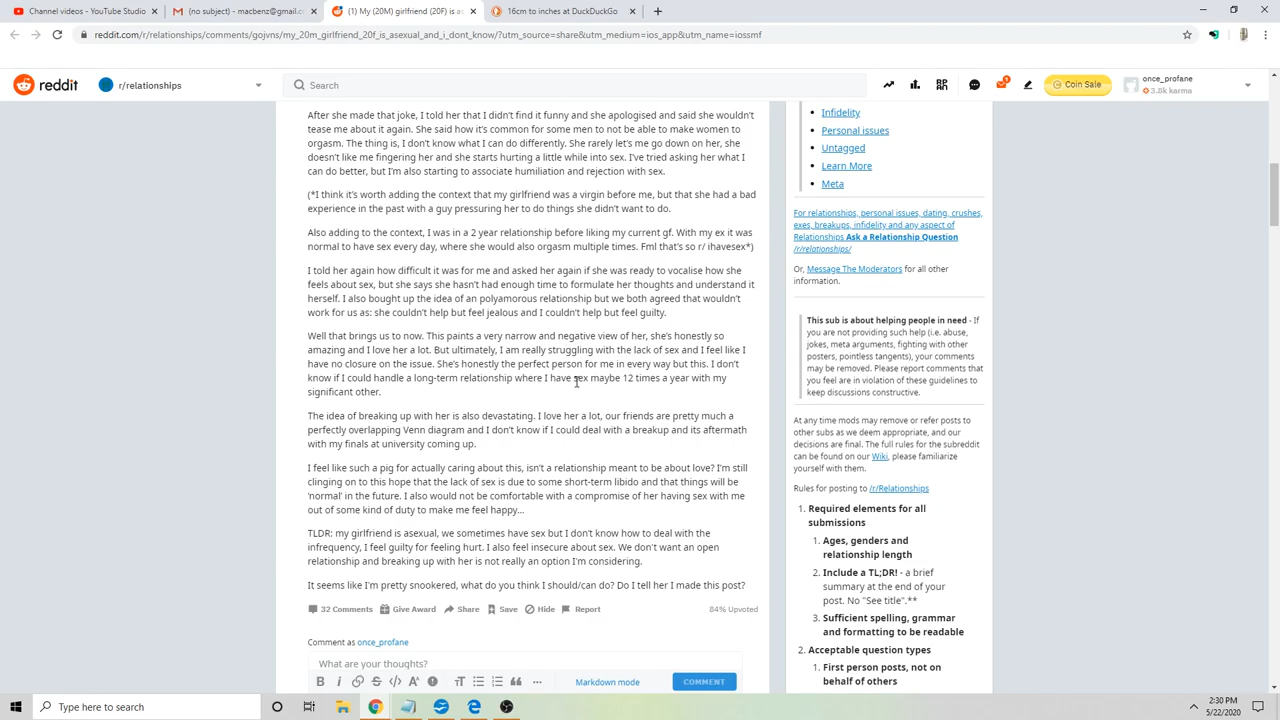 Channel videos - YouTube Studio
(no subject) - macbenz@gmail.c
(1) My (20M) girlfriend (20F) is as
16cm to inches at DuckDuckGo
reddit.com/r/relationships/comments/gojvns/my_20m_girlfriend_20f_is_asexual_and_i_dont_know/?utm_source=share&utm_medium=ios_app&utm_name=iossmf
reddit
r/relationships
Search
1
Coin Sale
once_profane
3.8k karma
After she made that joke, I told her that I didn't find it funny and she apologised and said she wouldn't
tease me about it again. She said how it's common for some men to not be able to make women to
orgasm. The thing is, I don't know what I can do differently. She rarely let's me go down on her, she
doesn't like me fingering her and she starts hurting a little while into sex. I've tried asking her what I
can do better, but I'm also starting to associate humiliation and rejection with sex.
(*I think it's worth adding the context that my girlfriend was a virgin before me, but that she had a bad
experience in the past with a guy pressuring her to do things she didn't want to do.
Also adding to the context, I was in a 2 year relationship before liking my current gf. With my ex it was
normal to have sex every day, where she would also orgasm multiple times. Fml that's so r/ ihavesex*)
I told her again how difficult it was for me and asked her again if she was ready to vocalise how she
feels about sex, but she says she hasn't had enough time to formulate her thoughts and understand it
herself. I also bought up the idea of an polyamorous relationship but we both agreed that wouldn't
work for us as: she couldn't help but feel jealous and I couldn't help but feel guilty.
Well that brings us to now. This paints a very narrow and negative view of her, she's honestly so
amazing and I love her a lot. But ultimately, I am really struggling with the lack of sex and I feel like I
have no closure on the issue. She's honestly the perfect person for me in every way but this. I don't
know if I could handle a long-term relationship where I have sex maybe 12 times a year with my
significant other.
The idea of breaking up with her is also devastating. I love her a lot, our friends are pretty much a
perfectly overlapping Venn diagram and I don't know if I could deal with a breakup and its aftermath
with my finals at university coming up.
I feel like such a pig for actually caring about this, isn't a relationship meant to be about love? I'm still
clinging on to this hope that the lack of sex is due to some short-term libido and that things will be
'normal' in the future. I also would not be comfortable with a compromise of her having sex with me
out of some kind of duty to make me feel happy...
TLDR: my girlfriend is asexual, we sometimes have sex but I don't know how to deal with the
infrequency, I feel guilty for feeling hurt. I also feel insecure about sex. We don't want an open
relationship and breaking up with her is not really an option I'm considering.
It seems like I'm pretty snookered, what do you think I should/can do? Do I tell her I made this post?
32 Comments Give Award Share Save Hide Report 84% Upvoted
Comment as once_profane
What are your thoughts?
Markdown mode
COMMENT
Infidelity
Personal issues
Untagged
Learn More
Meta
For relationships, personal issues, dating, crushes,
exes, breakups, infidelity and any aspect of
Relationships Ask a Relationship Question
/r/relationships/
Or, Message The Moderators for all other
information.
This sub is about helping people in need - If
you are not providing such help (i.e. abuse,
jokes, meta arguments, fighting with other
posters, pointless tangents), your comments
may be removed. Please report comments that
you feel are in violation of these guidelines to
keep discussions constructive.
At any time mods may remove or refer posts to
other subs as we deem appropriate, and our
decisions are final. The full rules for the subreddit
can be found on our Wiki, please familiarize
yourself with them.
Rules for posting to /r/Relationships
1. Required elements for all
submissions
1. Ages, genders and
relationship length
2. Include a TL;DR! - a brief
summary at the end of your
post. No "See title".**
3. Sufficient spelling, grammar
and formatting to be readable
2. Acceptable question types
1. First person posts, not on
behalf of others
Type here to search
2:30 PM
5/22/2020